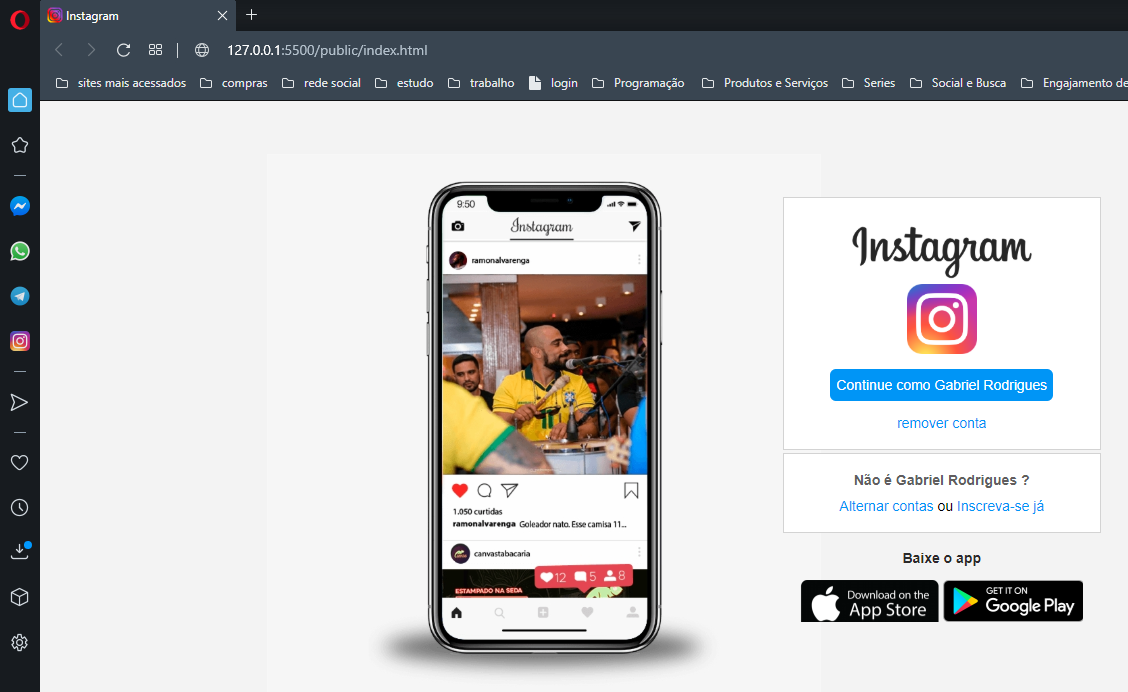 Instagram
127.0.0.1:5500/public/index.html
sites mais acessados
compras
rede social
estudo
trabalho
login
Programação
Produtos e Serviços
Series
Social e Busca
Engajamento de
9:50
Instagram
ramonalvarenga
1.050 curtidas
ramonalvarenga Goleador nato. Esse camisa 11...
canvastabacaria
12 5 8
ESTAMPADO NA SEDA
Instagram
Continue como Gabriel Rodrigues
remover conta
Não é Gabriel Rodrigues ?
Alternar contas ou Inscreva-se já
Baixe o app
Download on the
App Store
GET IT ON
Google Play